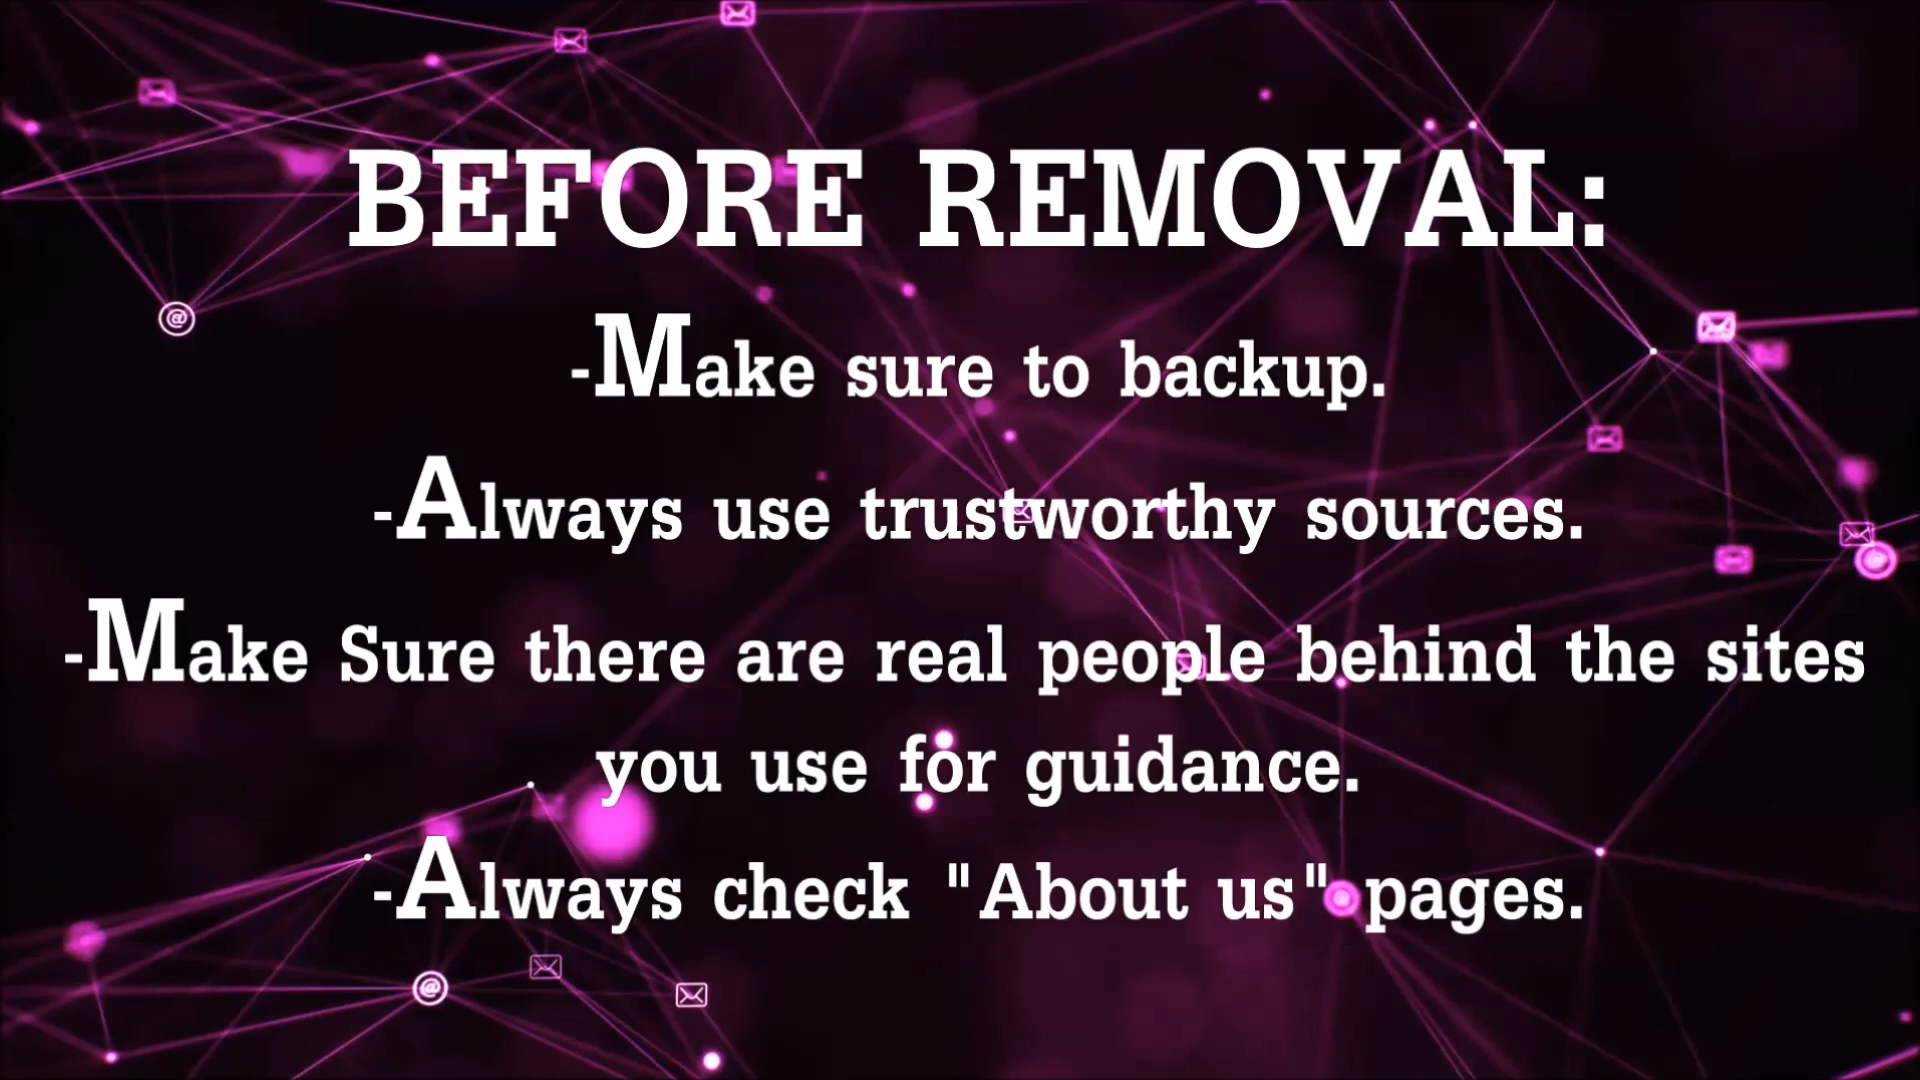 BEFORE REMOVAL:
-Make sure to backup.
-Always use trustworthy sources.
-Make Sure there are real people behind the sites
you use for guidance.
-Always check "About us" pages.